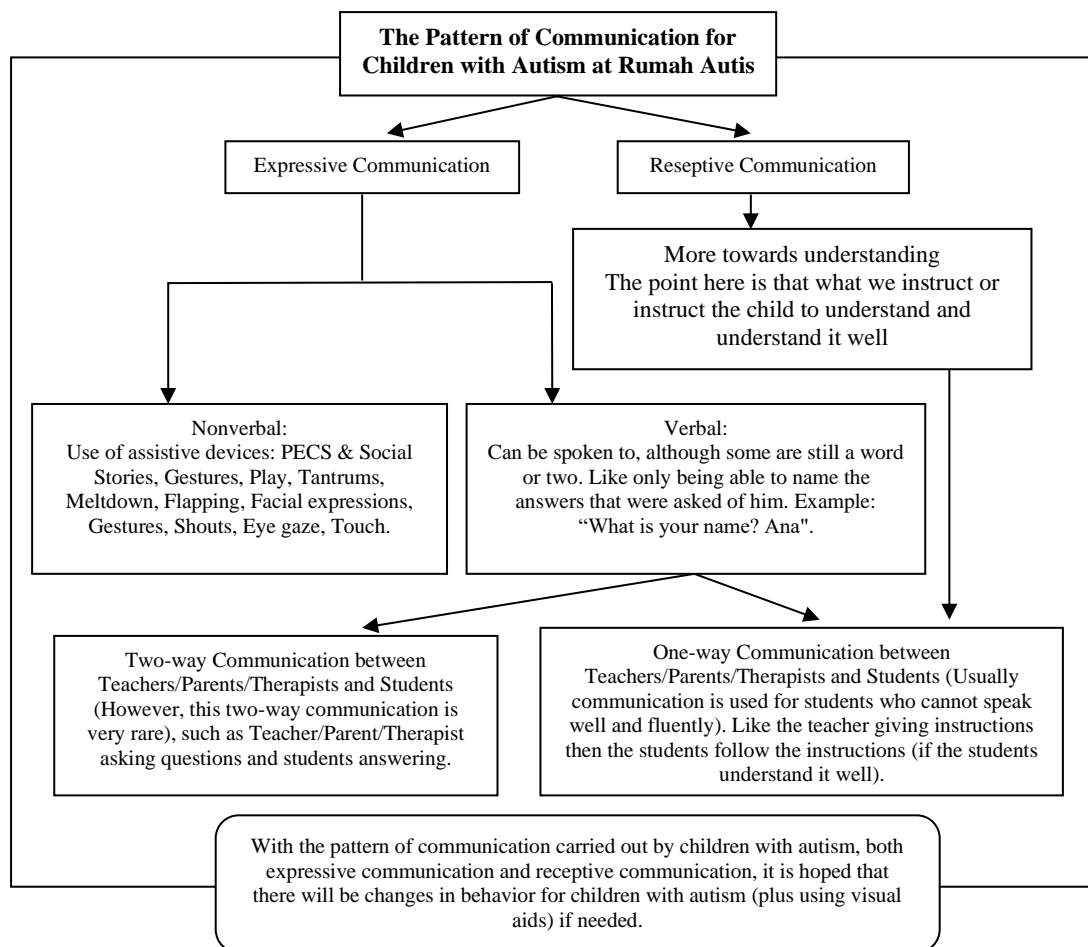 The Pattern of Communication for
Children with Autism at Rumah Autis
Expressive Communication
Reseptive Communication
More towards understanding
The point here is that what we instruct or
instruct the child to understand and
understand it well
Nonverbal:
Use of assistive devices: PECS & Social
Stories, Gestures, Play, Tantrums,
Meltdown, Flapping, Facial expressions,
Gestures, Shouts, Eye gaze, Touch.
Verbal:
Can be spoken to, although some are still a word
or two. Like only being able to name the
answers that were asked of him. Example:
“What is your name? Ana".
Two-way Communication between
Teachers/Parents/Therapists and Students
(However, this two-way communication is
very rare), such as Teacher/Parent/Therapist
asking questions and students answering.
One-way Communication between
Teachers/Parents/Therapists and Students (Usually
communication is used for students who cannot speak
well and fluently). Like the teacher giving instructions
then the students follow the instructions (if the students
understand it well).
With the pattern of communication carried out by children with autism, both
expressive communication and receptive communication, it is hoped that
there will be changes in behavior for children with autism (plus using visual
aids) if needed.